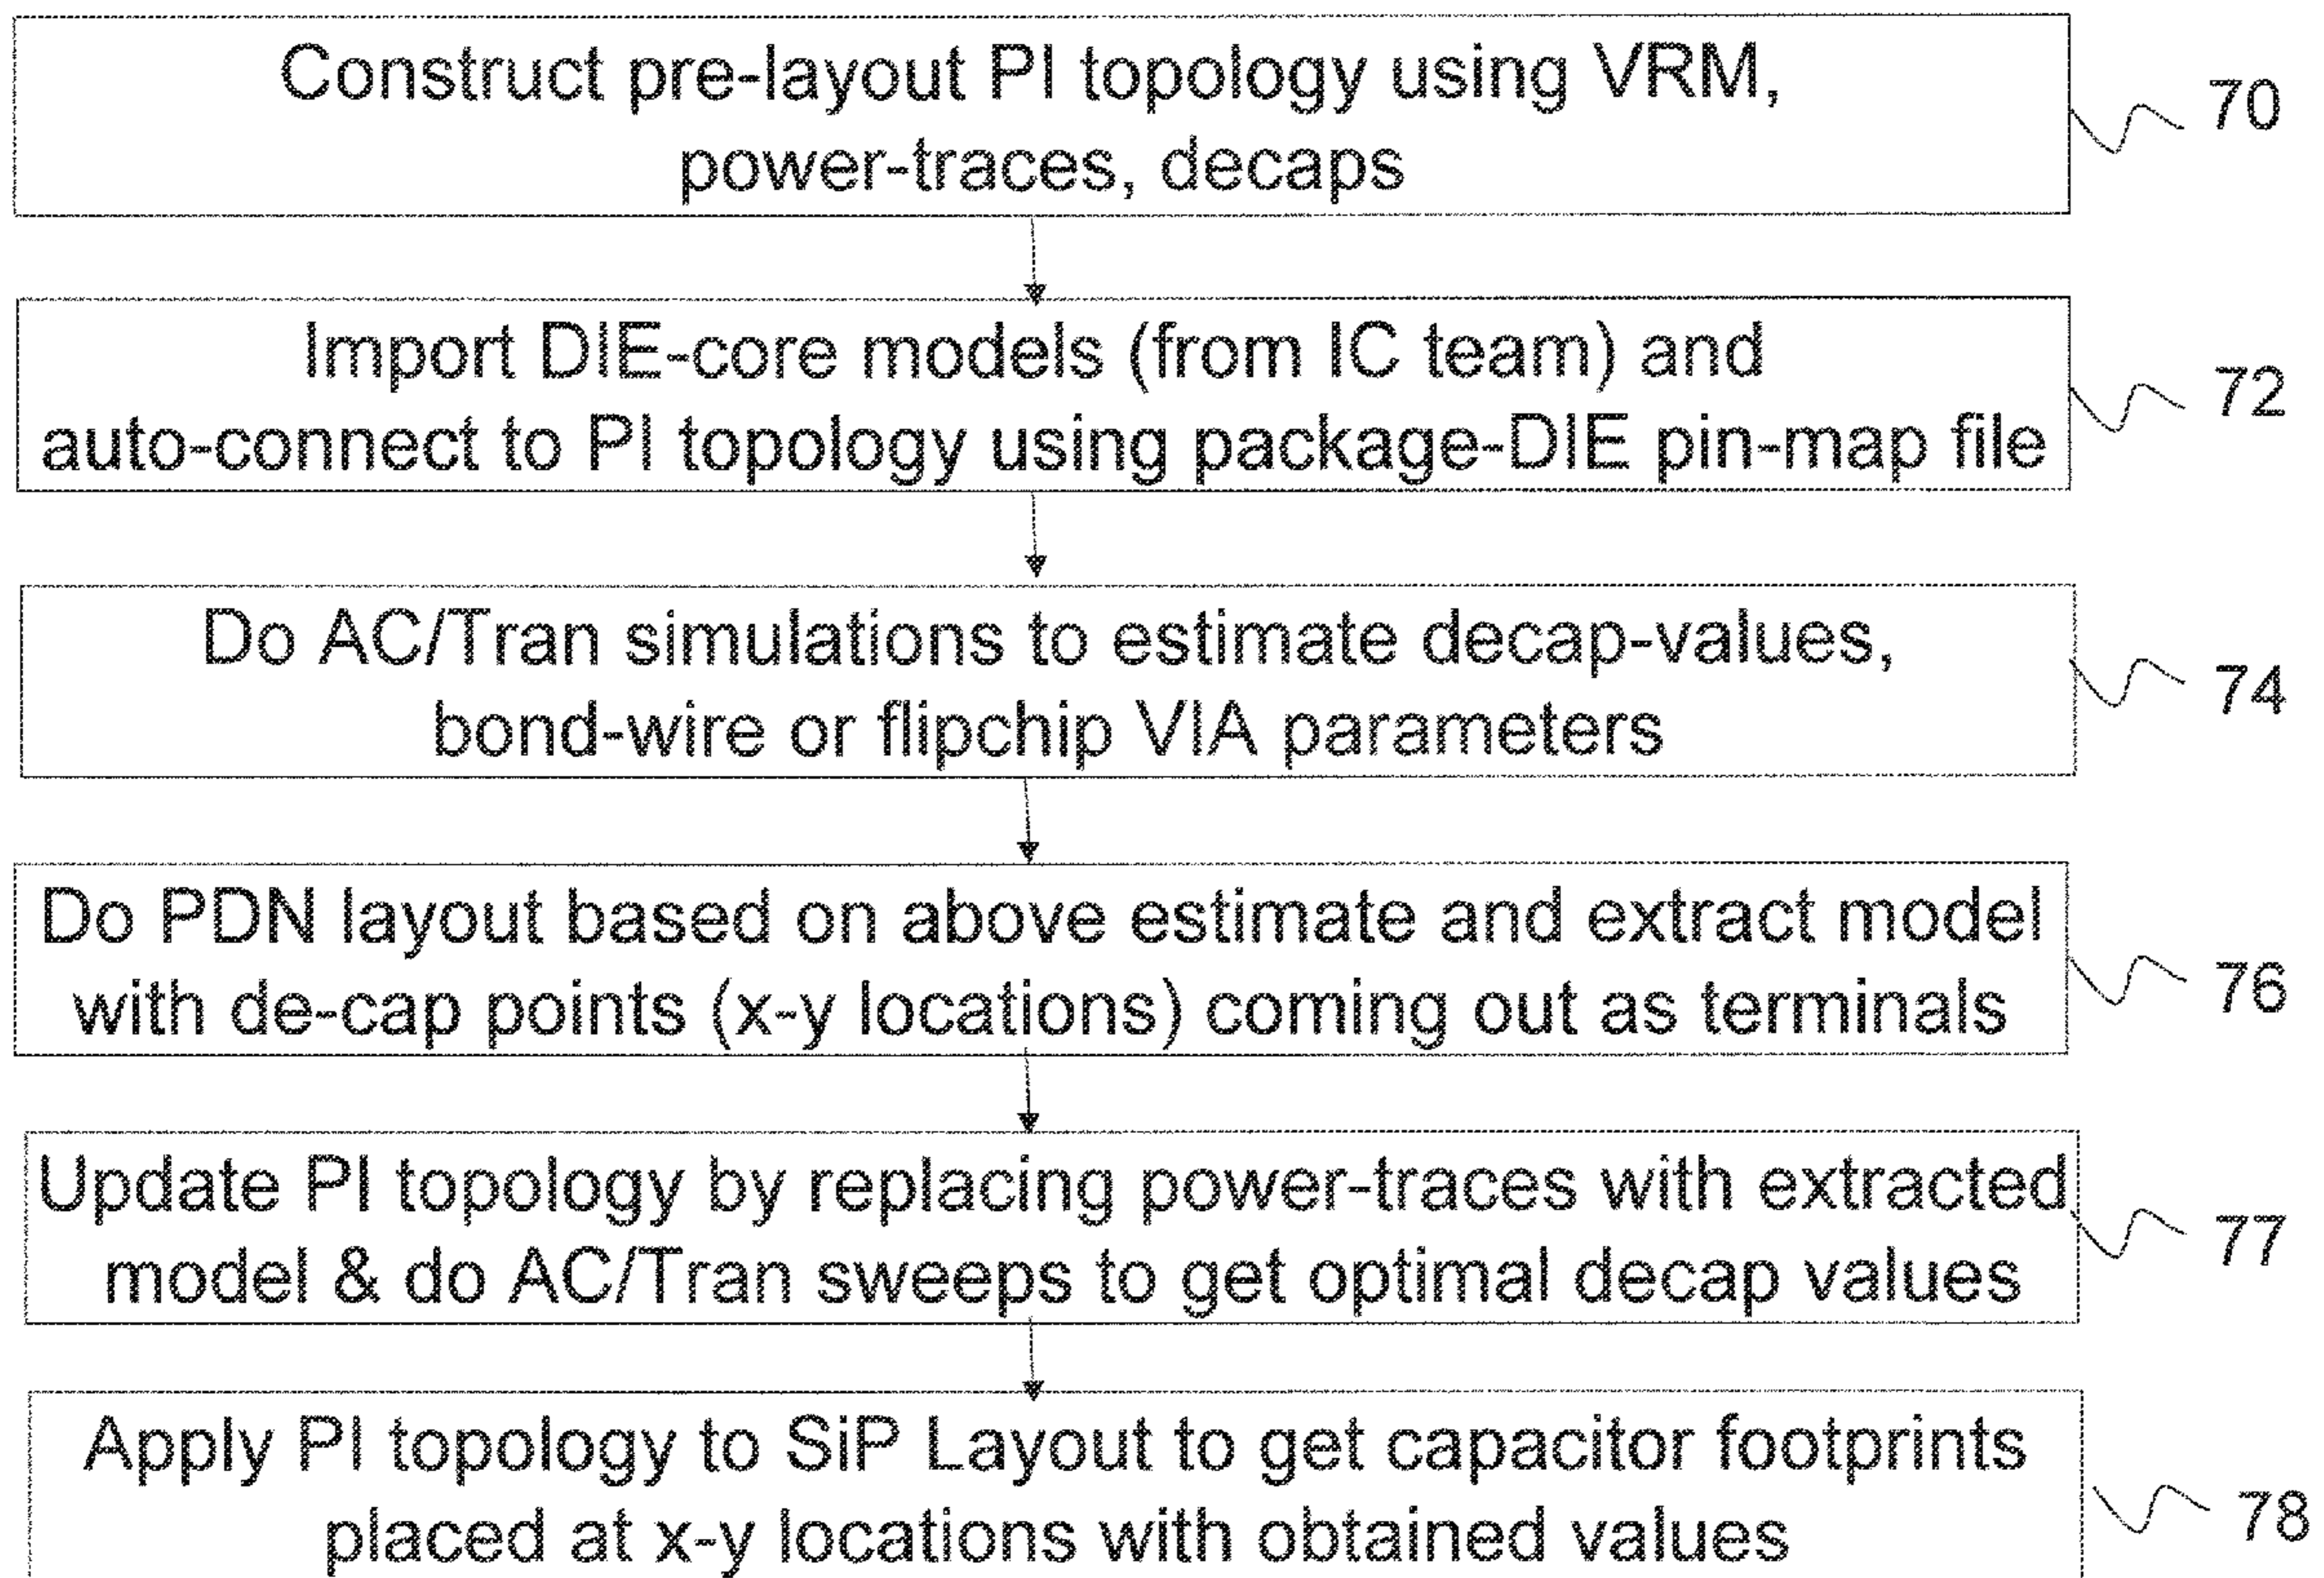 Construct pre-layout PI topology using VRM,
power-traces, decaps
70
Import DIE-core models (from IC team) and
auto-connect to PI topology using package-DIE pin-map file
72
Do AC/Tran simulations to estimate decap-values,
bond-wire or flipchip VIA parameters
74
Do PDN layout based on above estimate and extract model
with de-cap points (x-y locations) coming out as terminals
76
Update PI topology by replacing power-traces with extracted
model & do AC/Tran sweeps to get optimal decap values
77
Apply PI topology to SiP Layout to get capacitor footprints
placed at x-y locations with obtained values
78